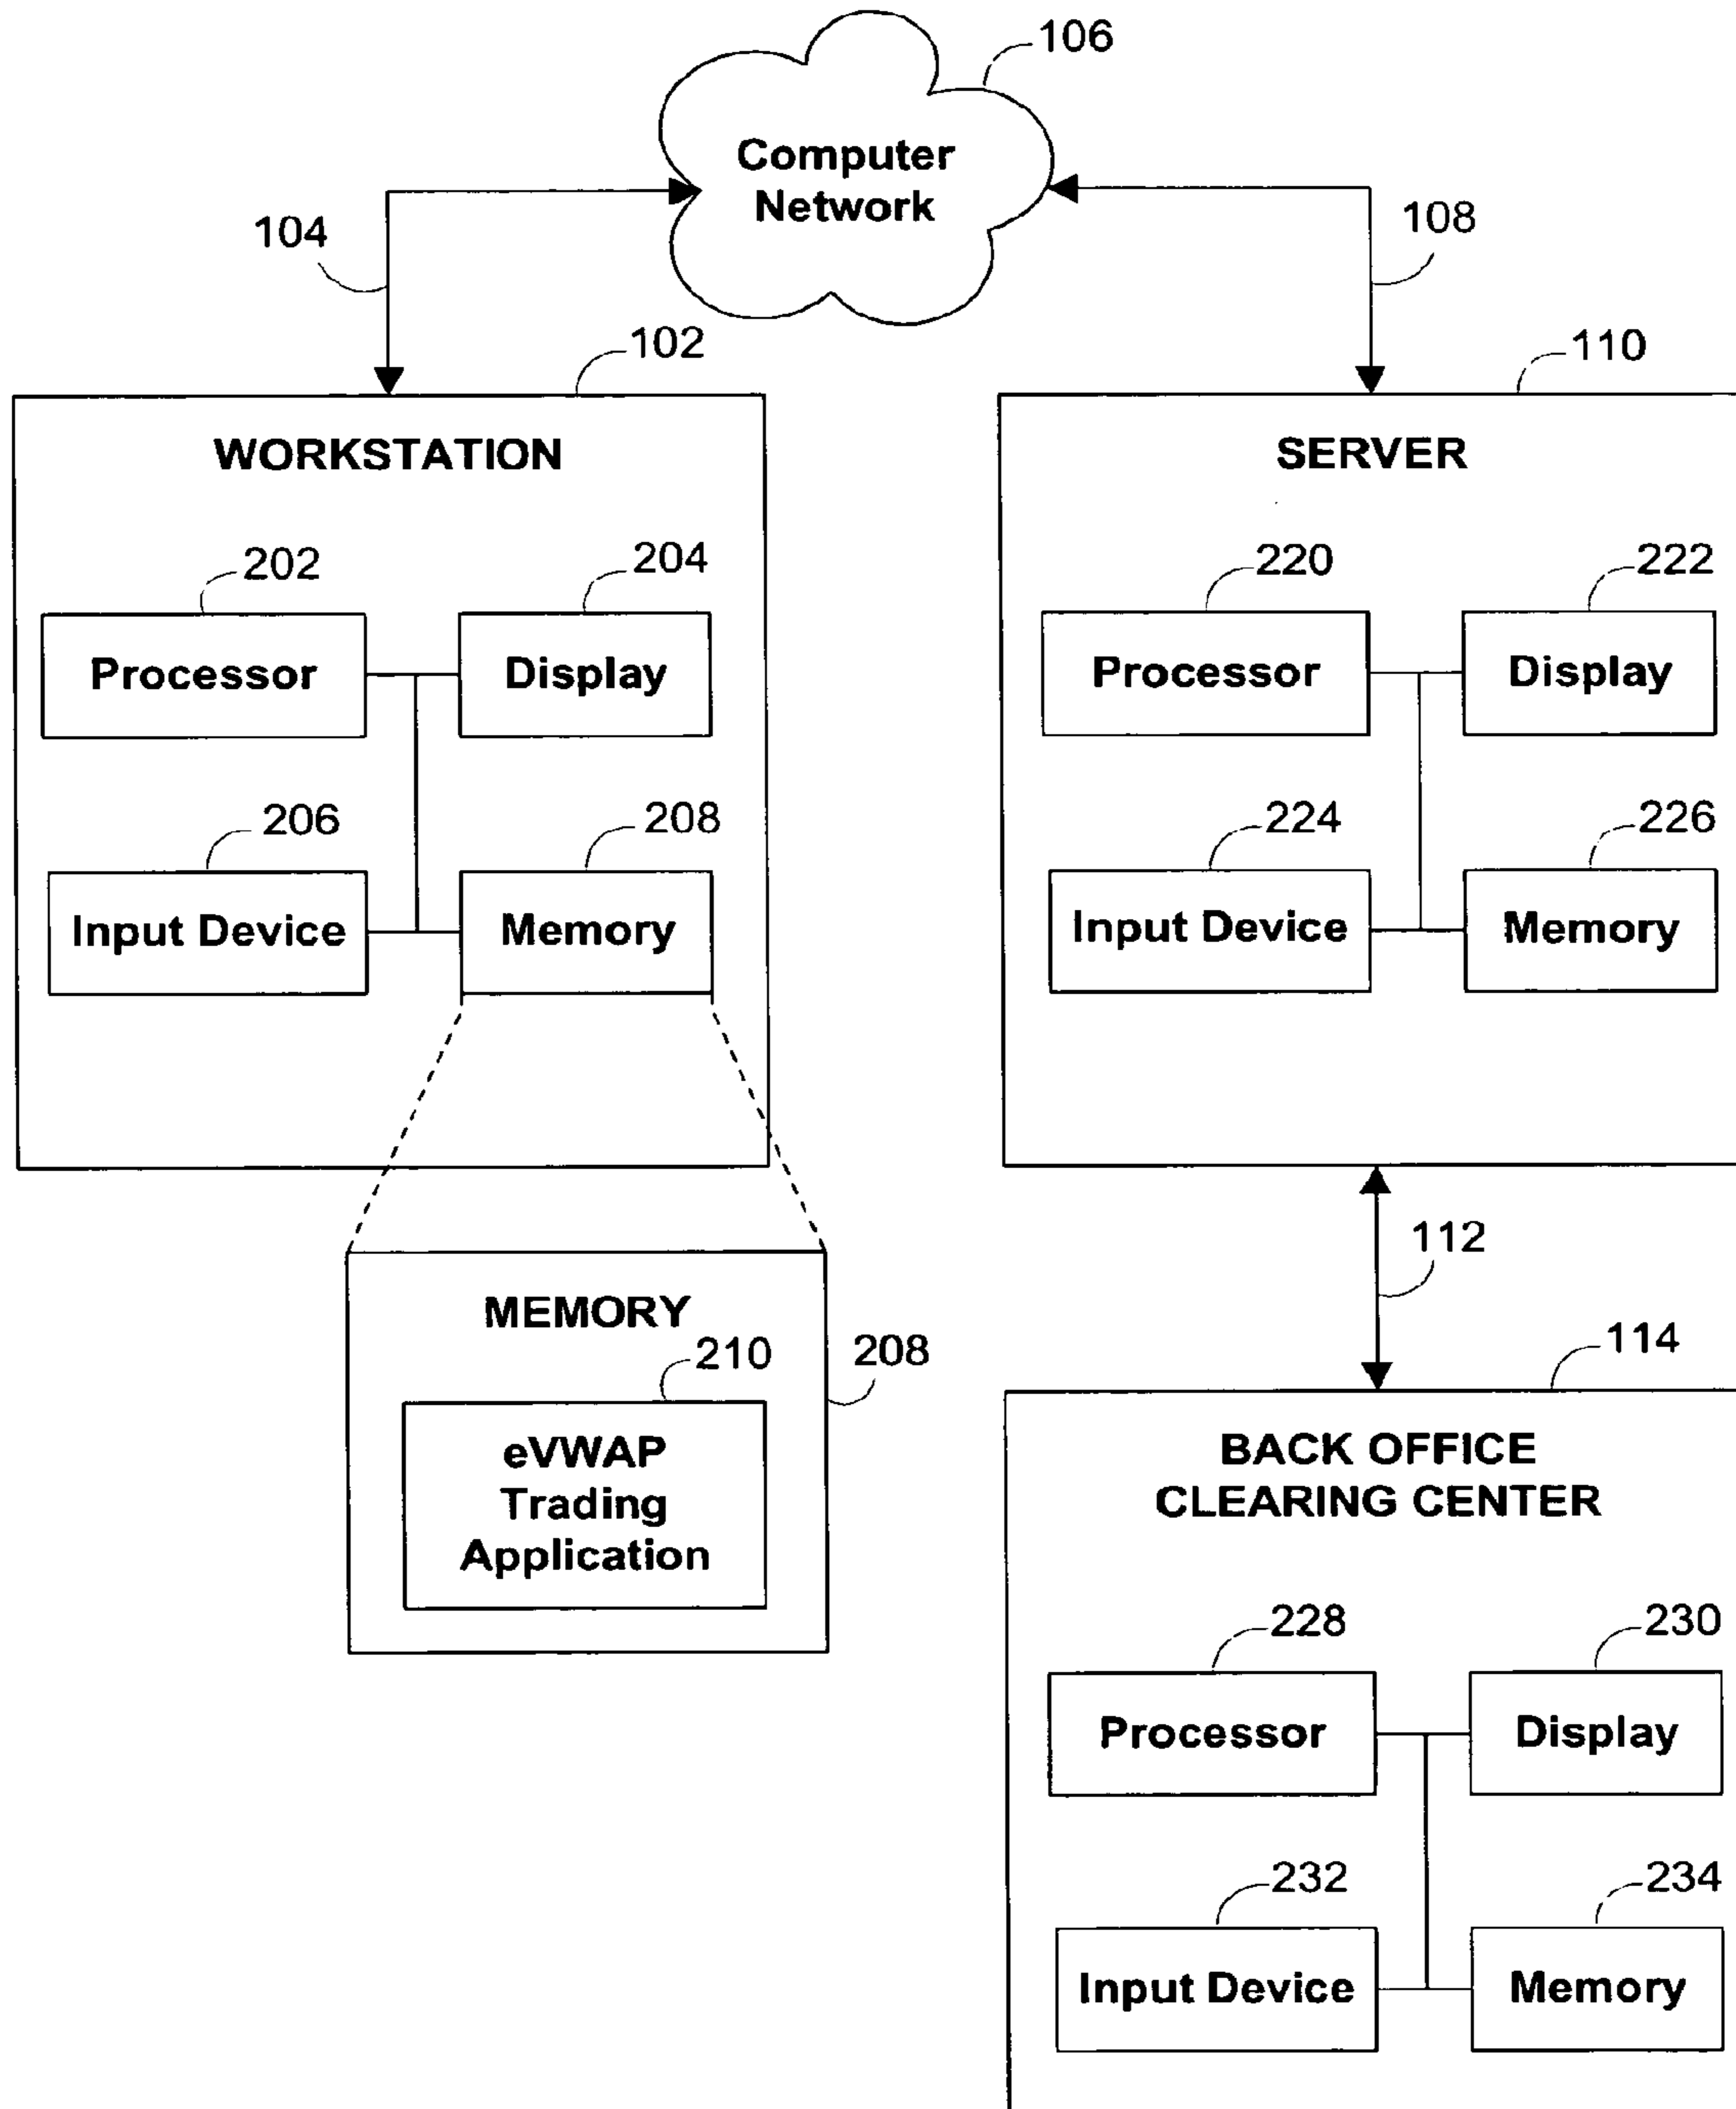 106
Computer
Network
104
108
102
110
WORKSTATION
SERVER
202
204
220
222
Processor
Display
Processor
Display
206
208
224
226
Input Device
Memory
Input Device
Memory
112
MEMORY
210
208
114
eVWAP
Trading
Application
BACK OFFICE
CLEARING CENTER
228
230
Processor
Display
232
234
Input Device
Memory